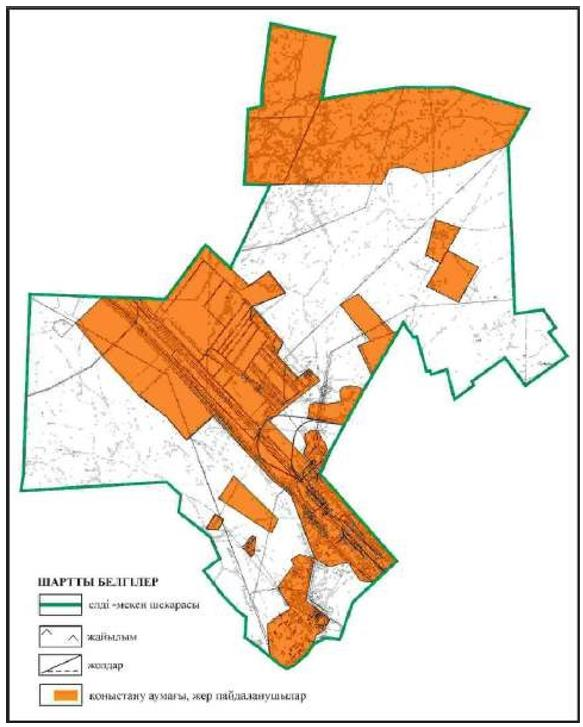 ШАРТТЫ БЕЛГІЛЕР
елді -мекен шекарасы
жайылым
жолдар
қоныстану аумағы, жер пайдаланушылар